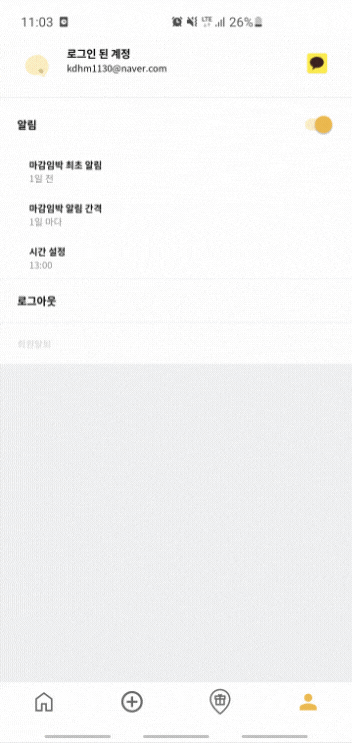 11:03
LTE 26%
로그인 된 계정
kdhm1130@naver.com
알림
마감임박 최초 알림
1일 전
마감임박 알림 간격
1일 마다
시간 설정
13:00
로그아웃
회원탈퇴